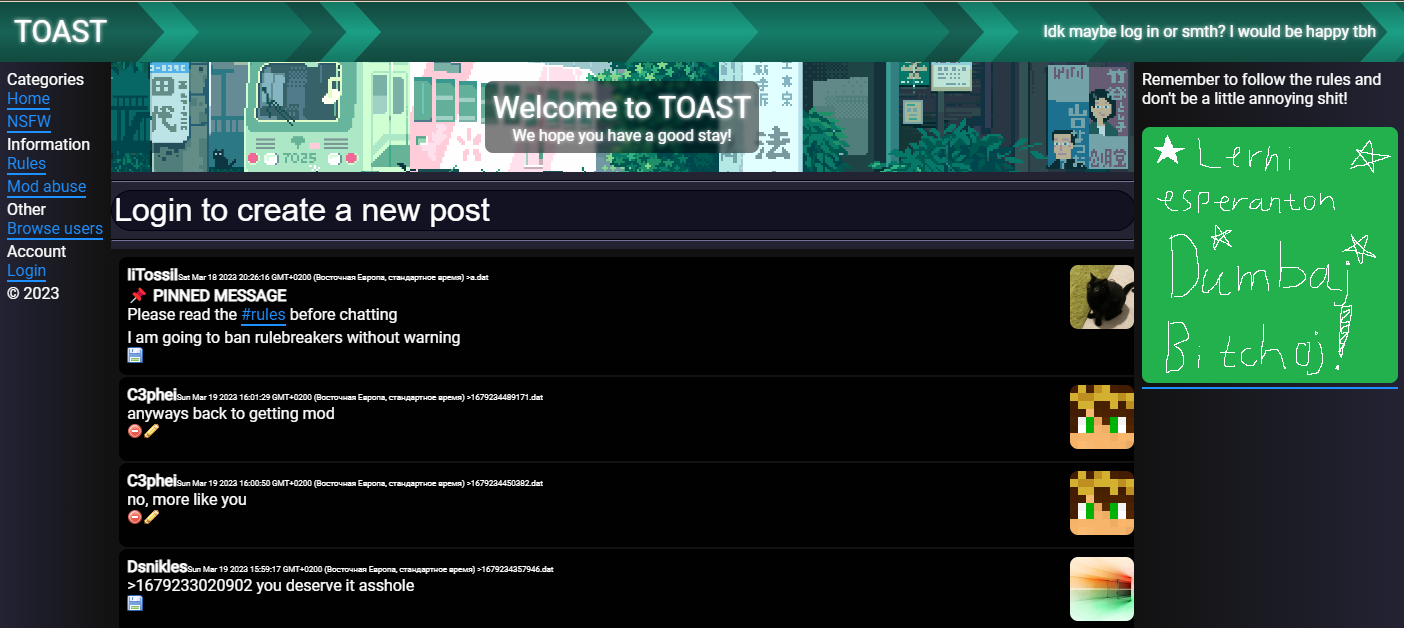 TOAST
Idk maybe log in or smth? I would be happy tbh
Categories
Home
NSFW
Information
Rules
Mod abuse
Other
Browse users
Account
Login
© 2023
7025
Welcome to TOAST
We hope you have a good stay!
Login to create a new post
liTossilSat Mar 18 2023 20:26:16 GMT+0200 (Восточная Европа, стандартное время) >a.dat
📌 PINNED MESSAGE
Please read the #rules before chatting
I am going to ban rulebreakers without warning
C3pheiSun Mar 19 2023 16:01:29 GMT+0200 (Восточная Европа, стандартное время) >1679234489171.dat
anyways back to getting mod
C3pheiSun Mar 19 2023 16:00:50 GMT+0200 (Восточная Европа, стандартное время) >1679234450382.dat
no, more like you
DsniklesSun Mar 19 2023 15:59:17 GMT+0200 (Восточная Европа, стандартное время) >1679234357946.dat
>1679233020902 you deserve it asshole
Remember to follow the rules and
don't be a little annoying shit!
Lerni
esperanton
Dumbaj
Bitchoj!